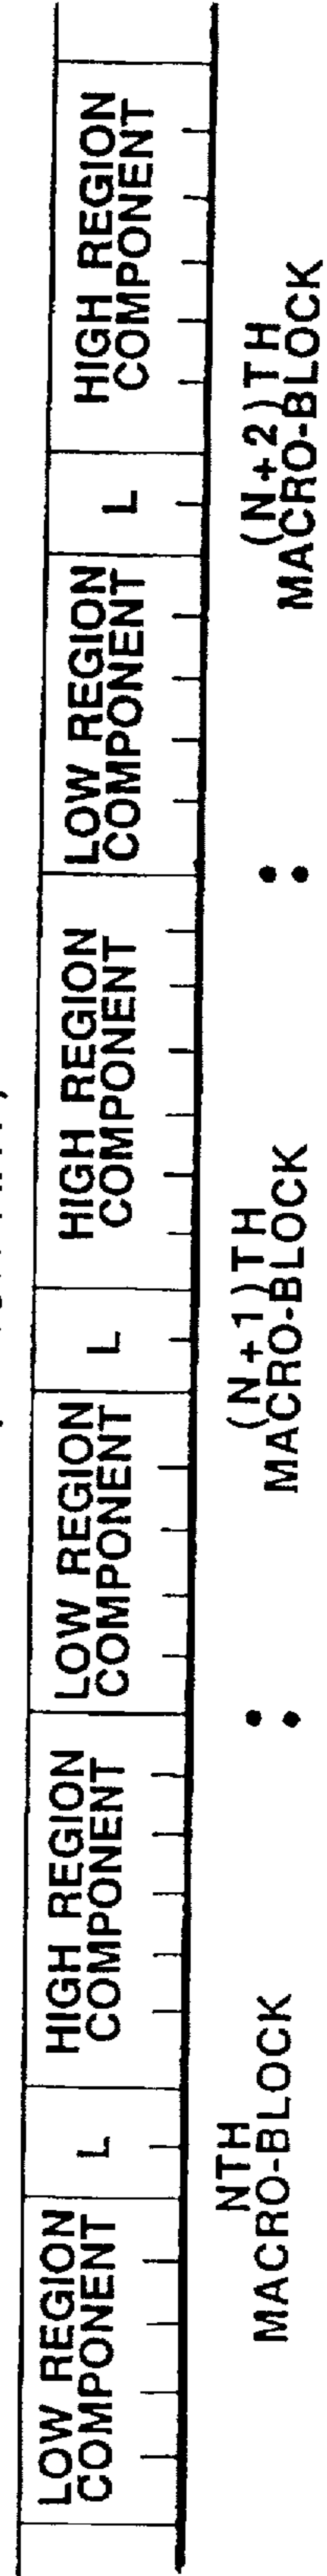 LOW REGION
COMPONENT
L
HIGH REGION
COMPONENT
LOW REGION
COMPONENT
L
HIGH REGION
COMPONENT
LOW REGION
COMPONENT
L
HIGH REGION
COMPONENT
NTH
MACRO-BLOCK
(N+1)TH
MACRO-BLOCK
(N+2)TH
MACRO-BLOCK